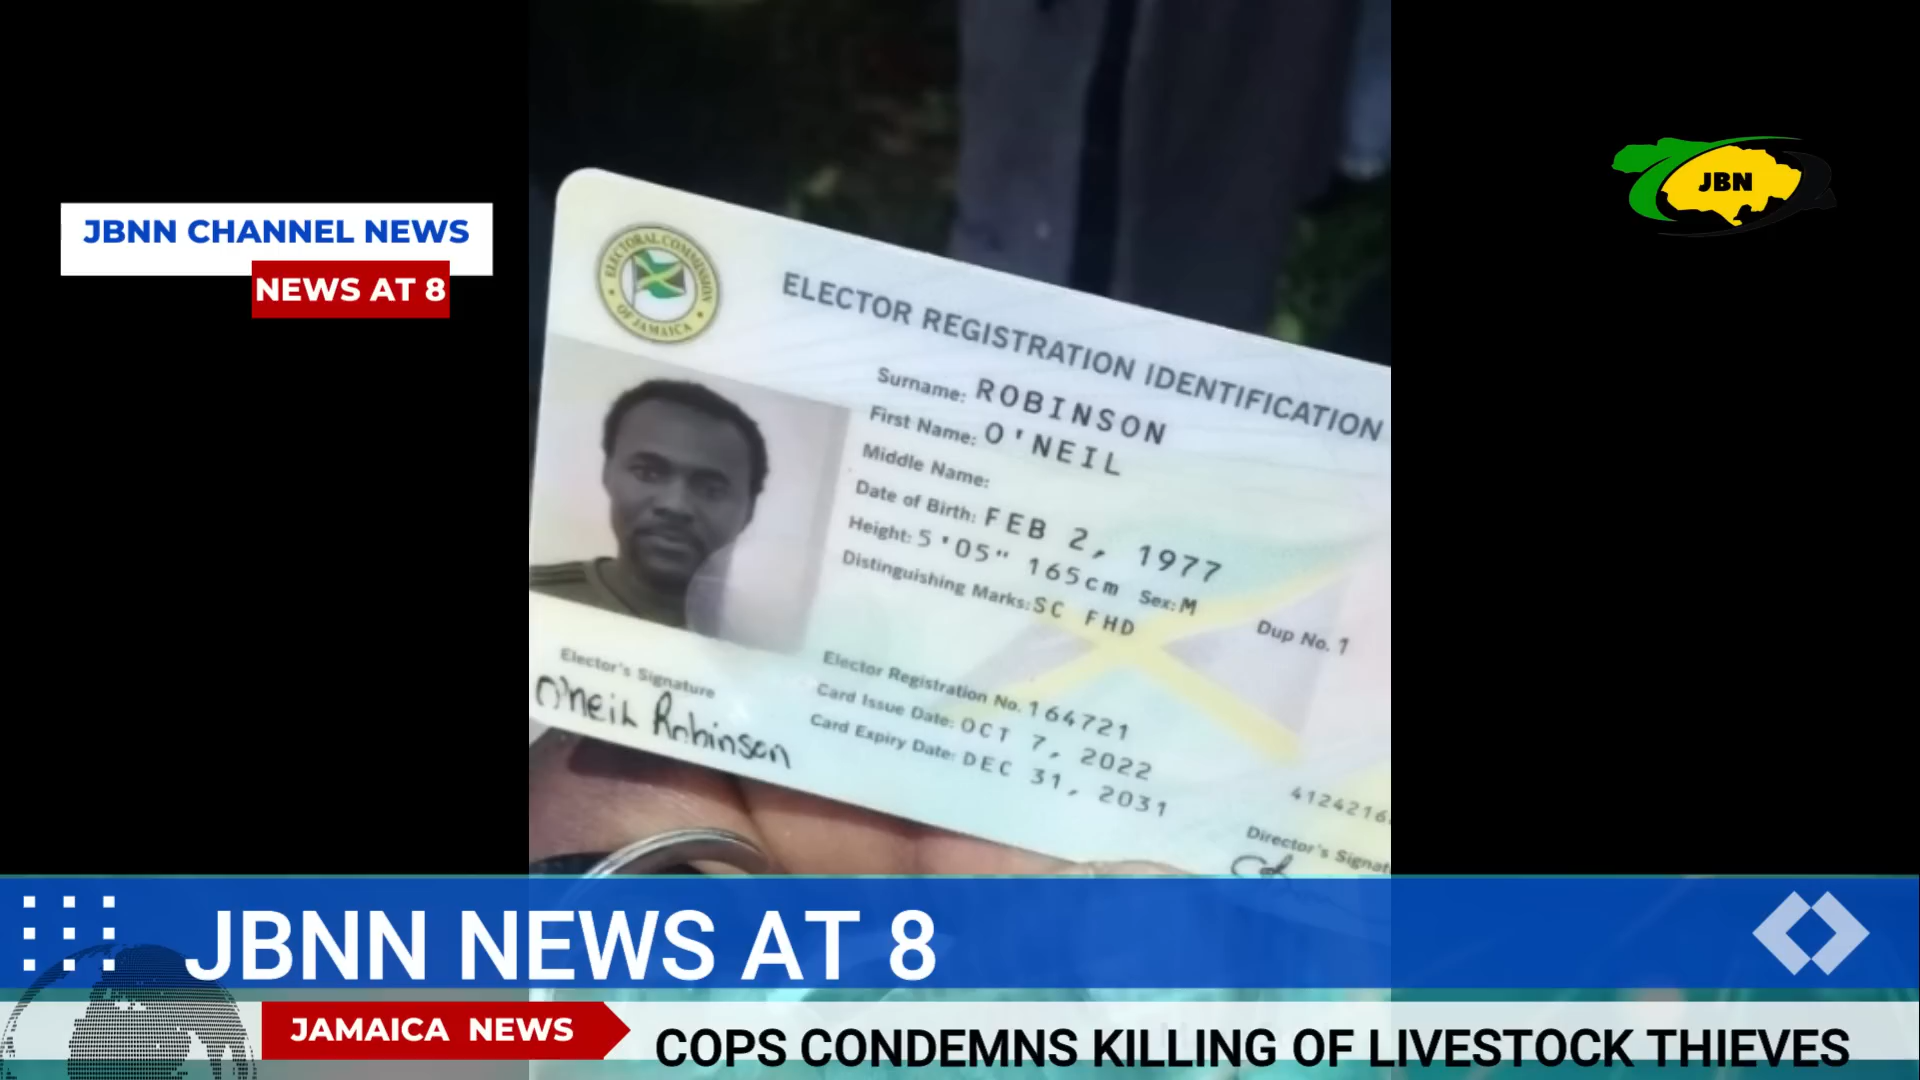 JBNN CHANNEL NEWS
NEWS AT 8
JBN
ELECTORAL COMMISSION
OF JAMAICA
ELECTOR REGISTRATION IDENTIFICATION
Surname: ROBINSON
First Name: O'NEIL
Middle Name:
Date of Birth: FEB 2, 1977
Height: 5'05" 165cm Sex: M
Distinguishing Marks: SC FHD
Dup No. 1
Elector's Signature
O'neil Robinson
Elector Registration No. 164721
Card Issue Date: OCT 7, 2022
Card Expiry Date: DEC 31, 2031
4124216
Director's Signat
JBNN NEWS AT 8
JAMAICA NEWS
COPS CONDEMNS KILLING OF LIVESTOCK THIEVES